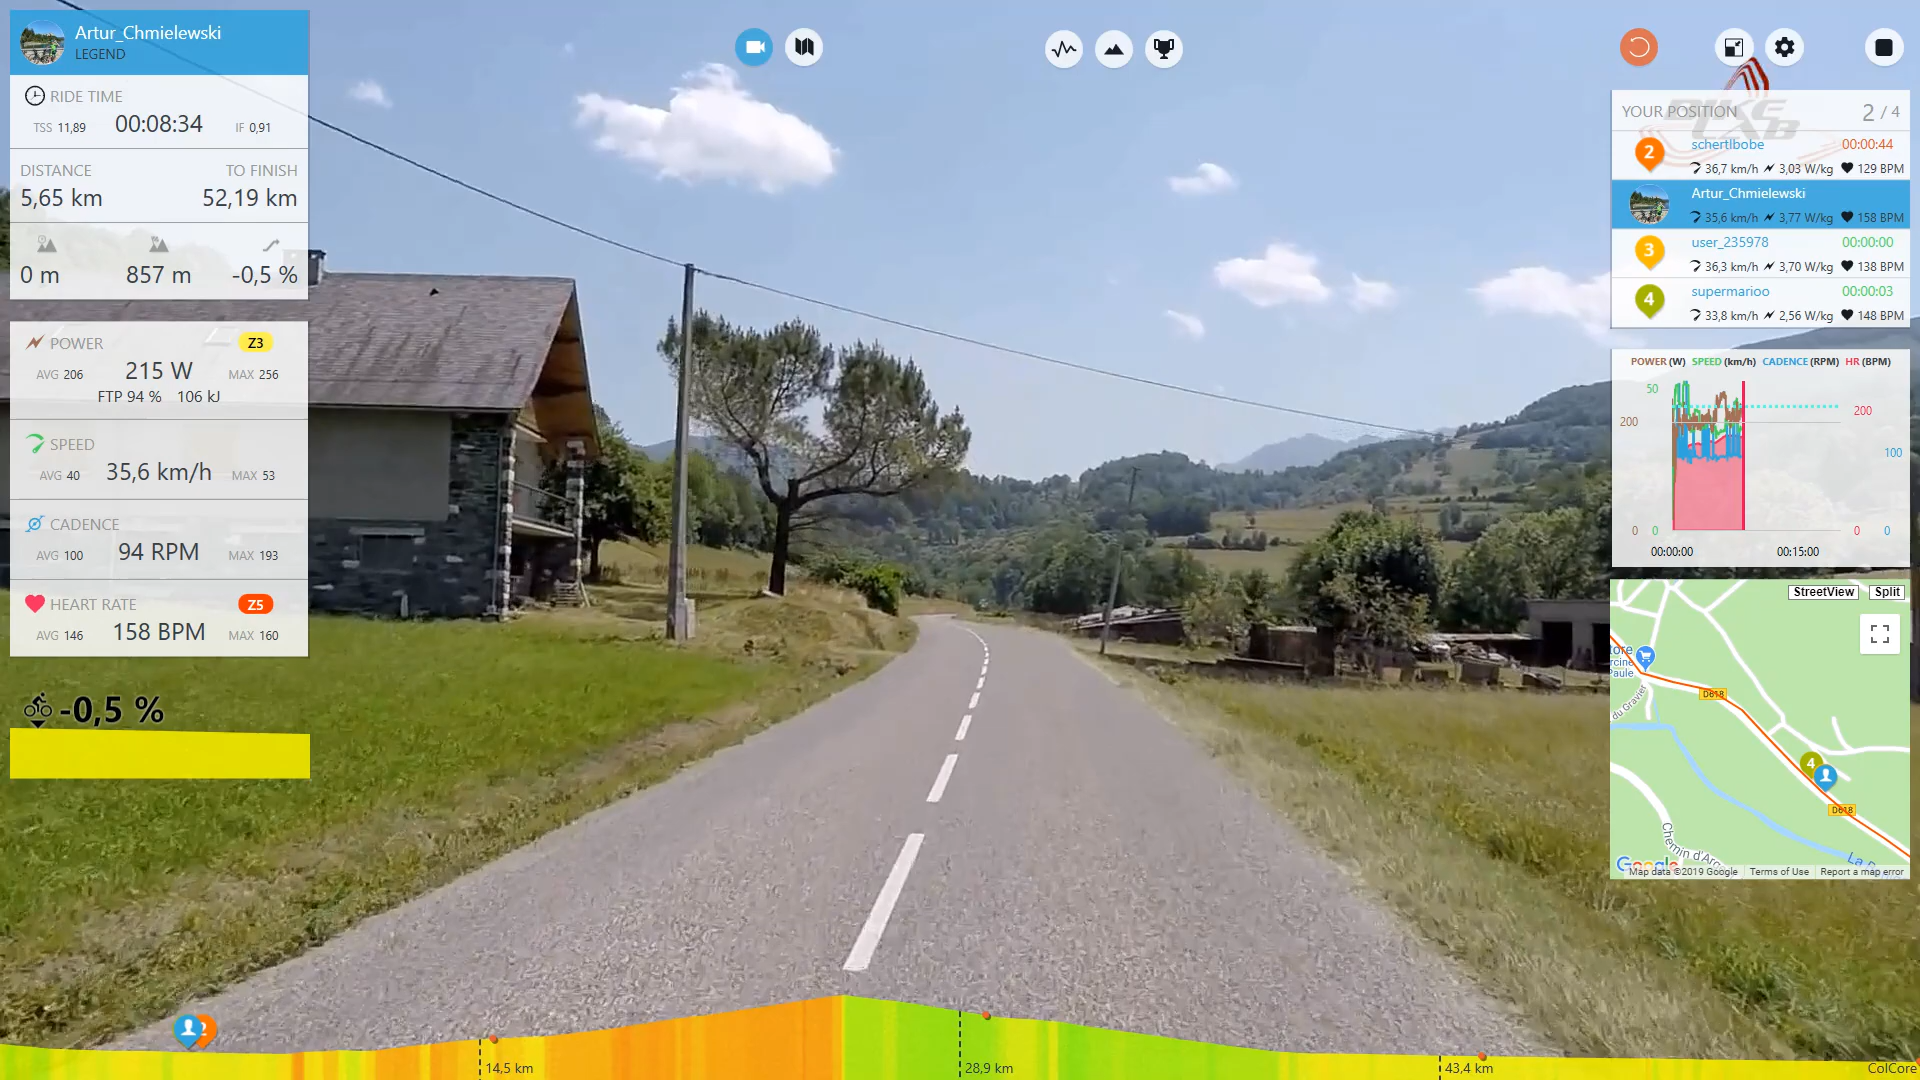 Artur_Chmielewski
LEGEND
RIDE TIME
TSS 11,89 00:08:34 IF 0,91
DISTANCE TO FINISH
5,65 km 52,19 km
0 m 857 m -0,5 %
POWER Z3
AVG 206 215 W MAX 256
FTP 94 % 106 kJ
SPEED
AVG 40 35,6 km/h MAX 53
CADENCE
AVG 100 94 RPM MAX 193
HEART RATE Z5
AVG 146 158 BPM MAX 160
-0,5 %
YOUR POSITION 2 / 4
2 schertlbobe 00:00:44
36,7 km/h 3,03 W/kg 129 BPM
Artur_Chmielewski
35,6 km/h 3,77 W/kg 158 BPM
3 user_235978 00:00:00
36,3 km/h 3,70 W/kg 138 BPM
4 supermarioo 00:00:03
33,8 km/h 2,56 W/kg 148 BPM
POWER (W) SPEED (km/h) CADENCE (RPM) HR (BPM)
50
200
200
100
0 0 0 0
00:00:00 00:15:00
StreetView Split
D618
4
D618
du Gravier
Chemin d'Arc
La
Google
Map data ©2019 Google Terms of Use Report a map error
2
14,5 km 28,9 km 43,4 km ColCore